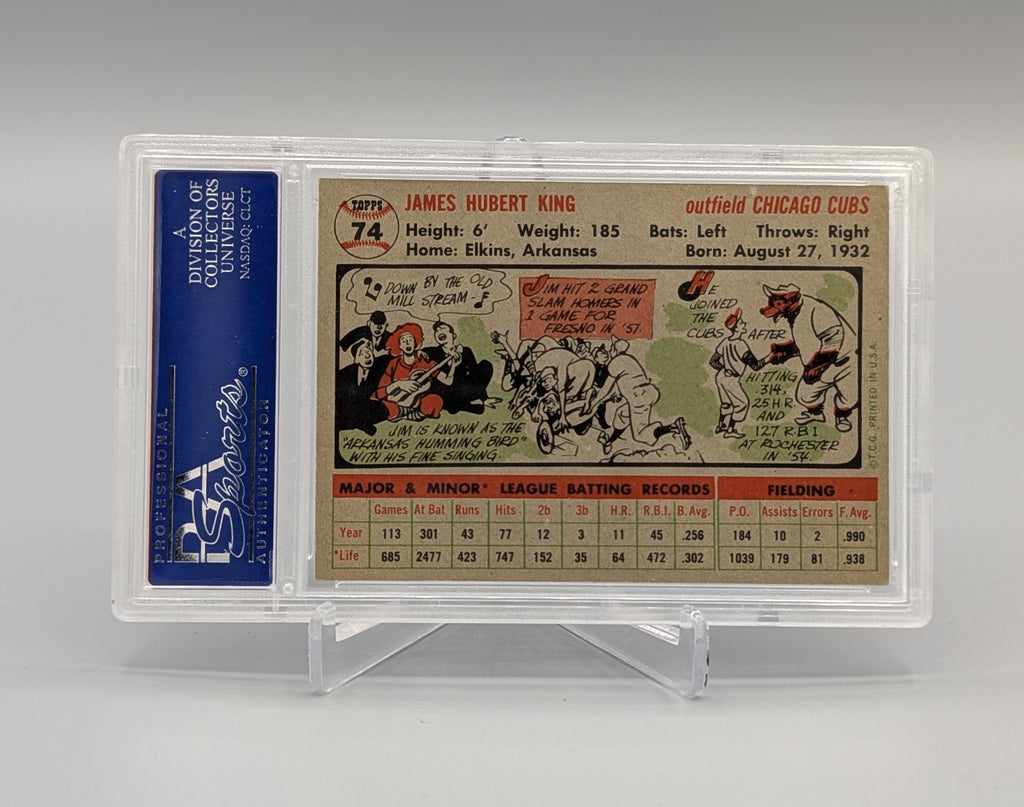 A
DIVISION OF
COLLECTORS
UNIVERSE
NASDAQ: CLCT
PROFESSIONAL
PSA
Sports®
AUTHENTICATOR
TOPPS
74
JAMES HUBERT KING
outfield CHICAGO CUBS
Height: 6' Weight: 185 Bats: Left Throws: Right
Home: Elkins, Arkansas Born: August 27, 1932
DOWN BY THE OLD
MILL STREAM-
JIM IS KNOWN AS THE
"ARKANSAS HUMMING BIRD"
WITH HIS FINE SINGING.
JIM HIT 2 GRAND
SLAM HOMERS IN
1 GAME FOR
FRESNO IN '51.
HE
JOINED
THE
CUBS AFTER
HITTING
.314,
25 H.R.
AND
127 R.B.I
AT ROCHESTER
IN '54.
©T.C.G. PRINTED IN U.S.A.
MAJOR & MINOR* LEAGUE BATTING RECORDS FIELDING
Games At Bat Runs Hits 2b 3b H.R. R.B.I. B. Avg. P.O. Assists Errors F. Avg.
Year 113 301 43 77 12 3 11 45 .256 184 10 2 .990
*Life 685 2477 423 747 152 35 64 472 .302 1039 179 81 .938